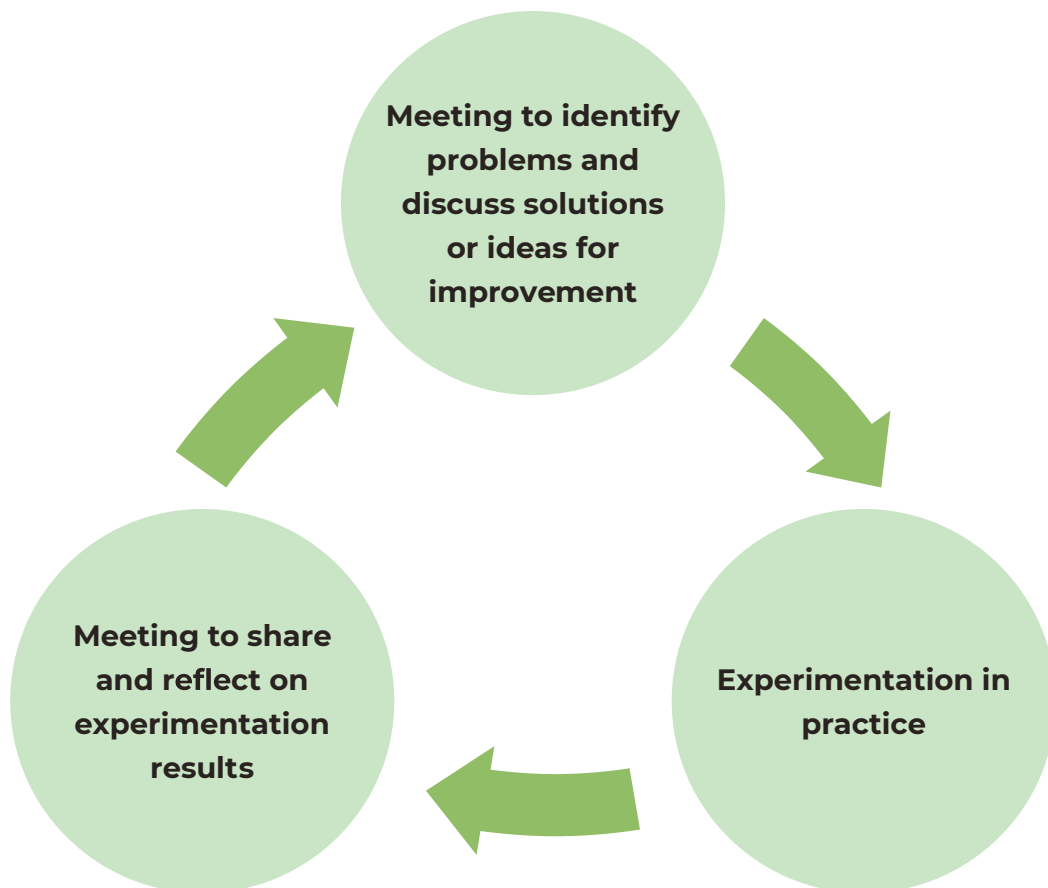 Meeting to identify
problems and
discuss solutions
or ideas for
improvement
Experimentation in
practice
Meeting to share
and reflect on
experimentation
results